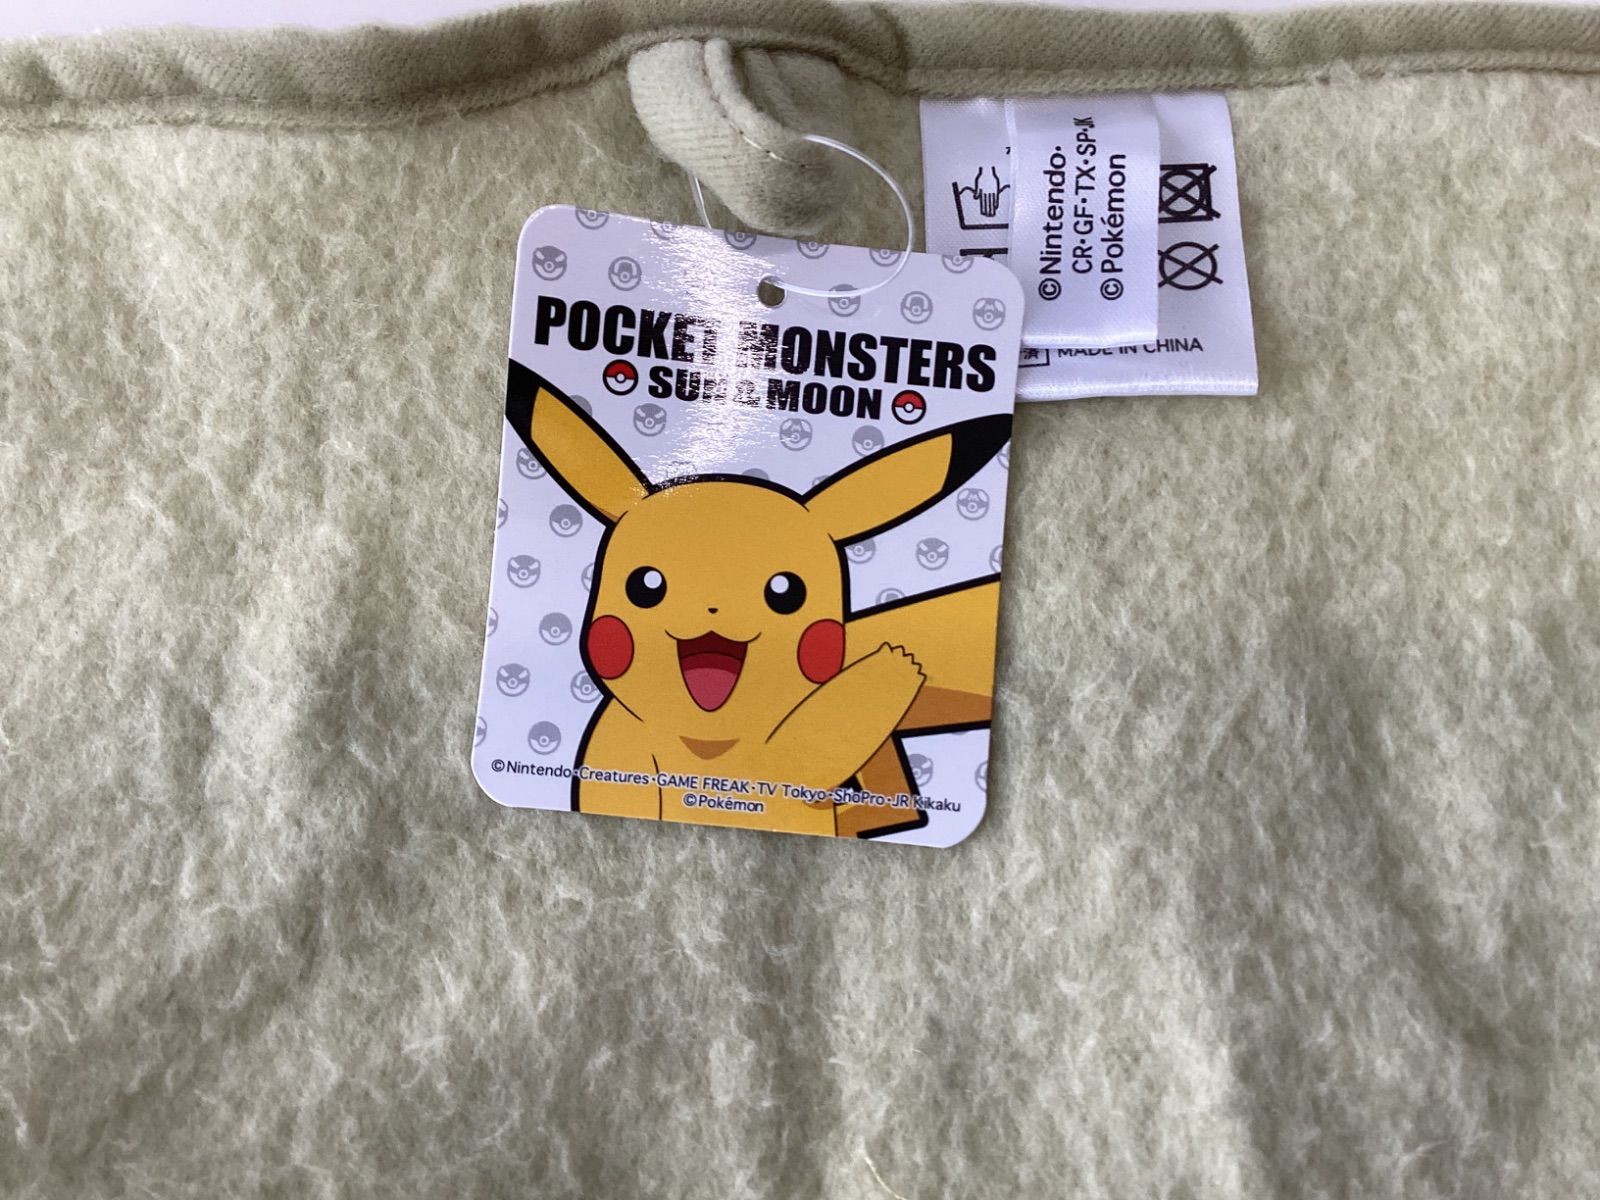 POCKET MONSTERS
SUN & MOON
©Nintendo・Creatures・GAME FREAK・TV Tokyo・ShoPro・JR Kikaku
©Pokémon
©Nintendo・
CR・GF・TX・SP・JK
©Pokémon
済
MADE IN CHINA